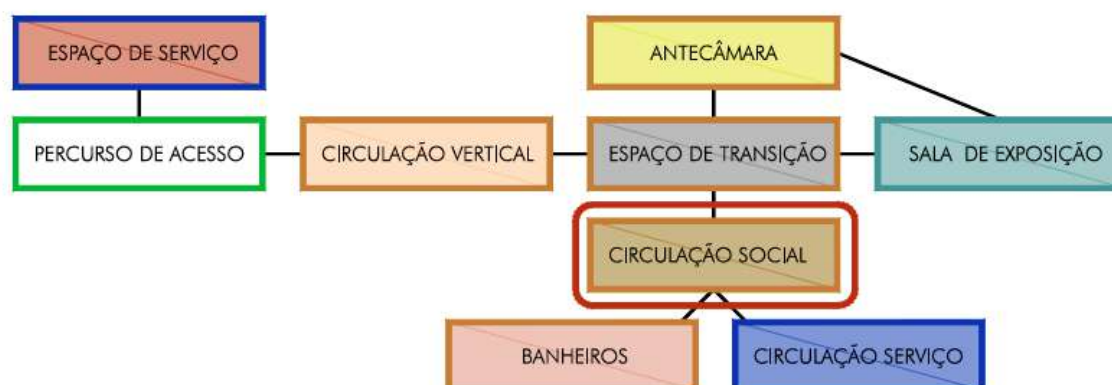 ESPAÇO DE SERVIÇO
ANTECÂMARA
PERCURSO DE ACESSO
CIRCULAÇÃO VERTICAL
ESPAÇO DE TRANSIÇÃO
SALA DE EXPOSIÇÃO
CIRCULAÇÃO SOCIAL
BANHEIROS
CIRCULAÇÃO SERVIÇO